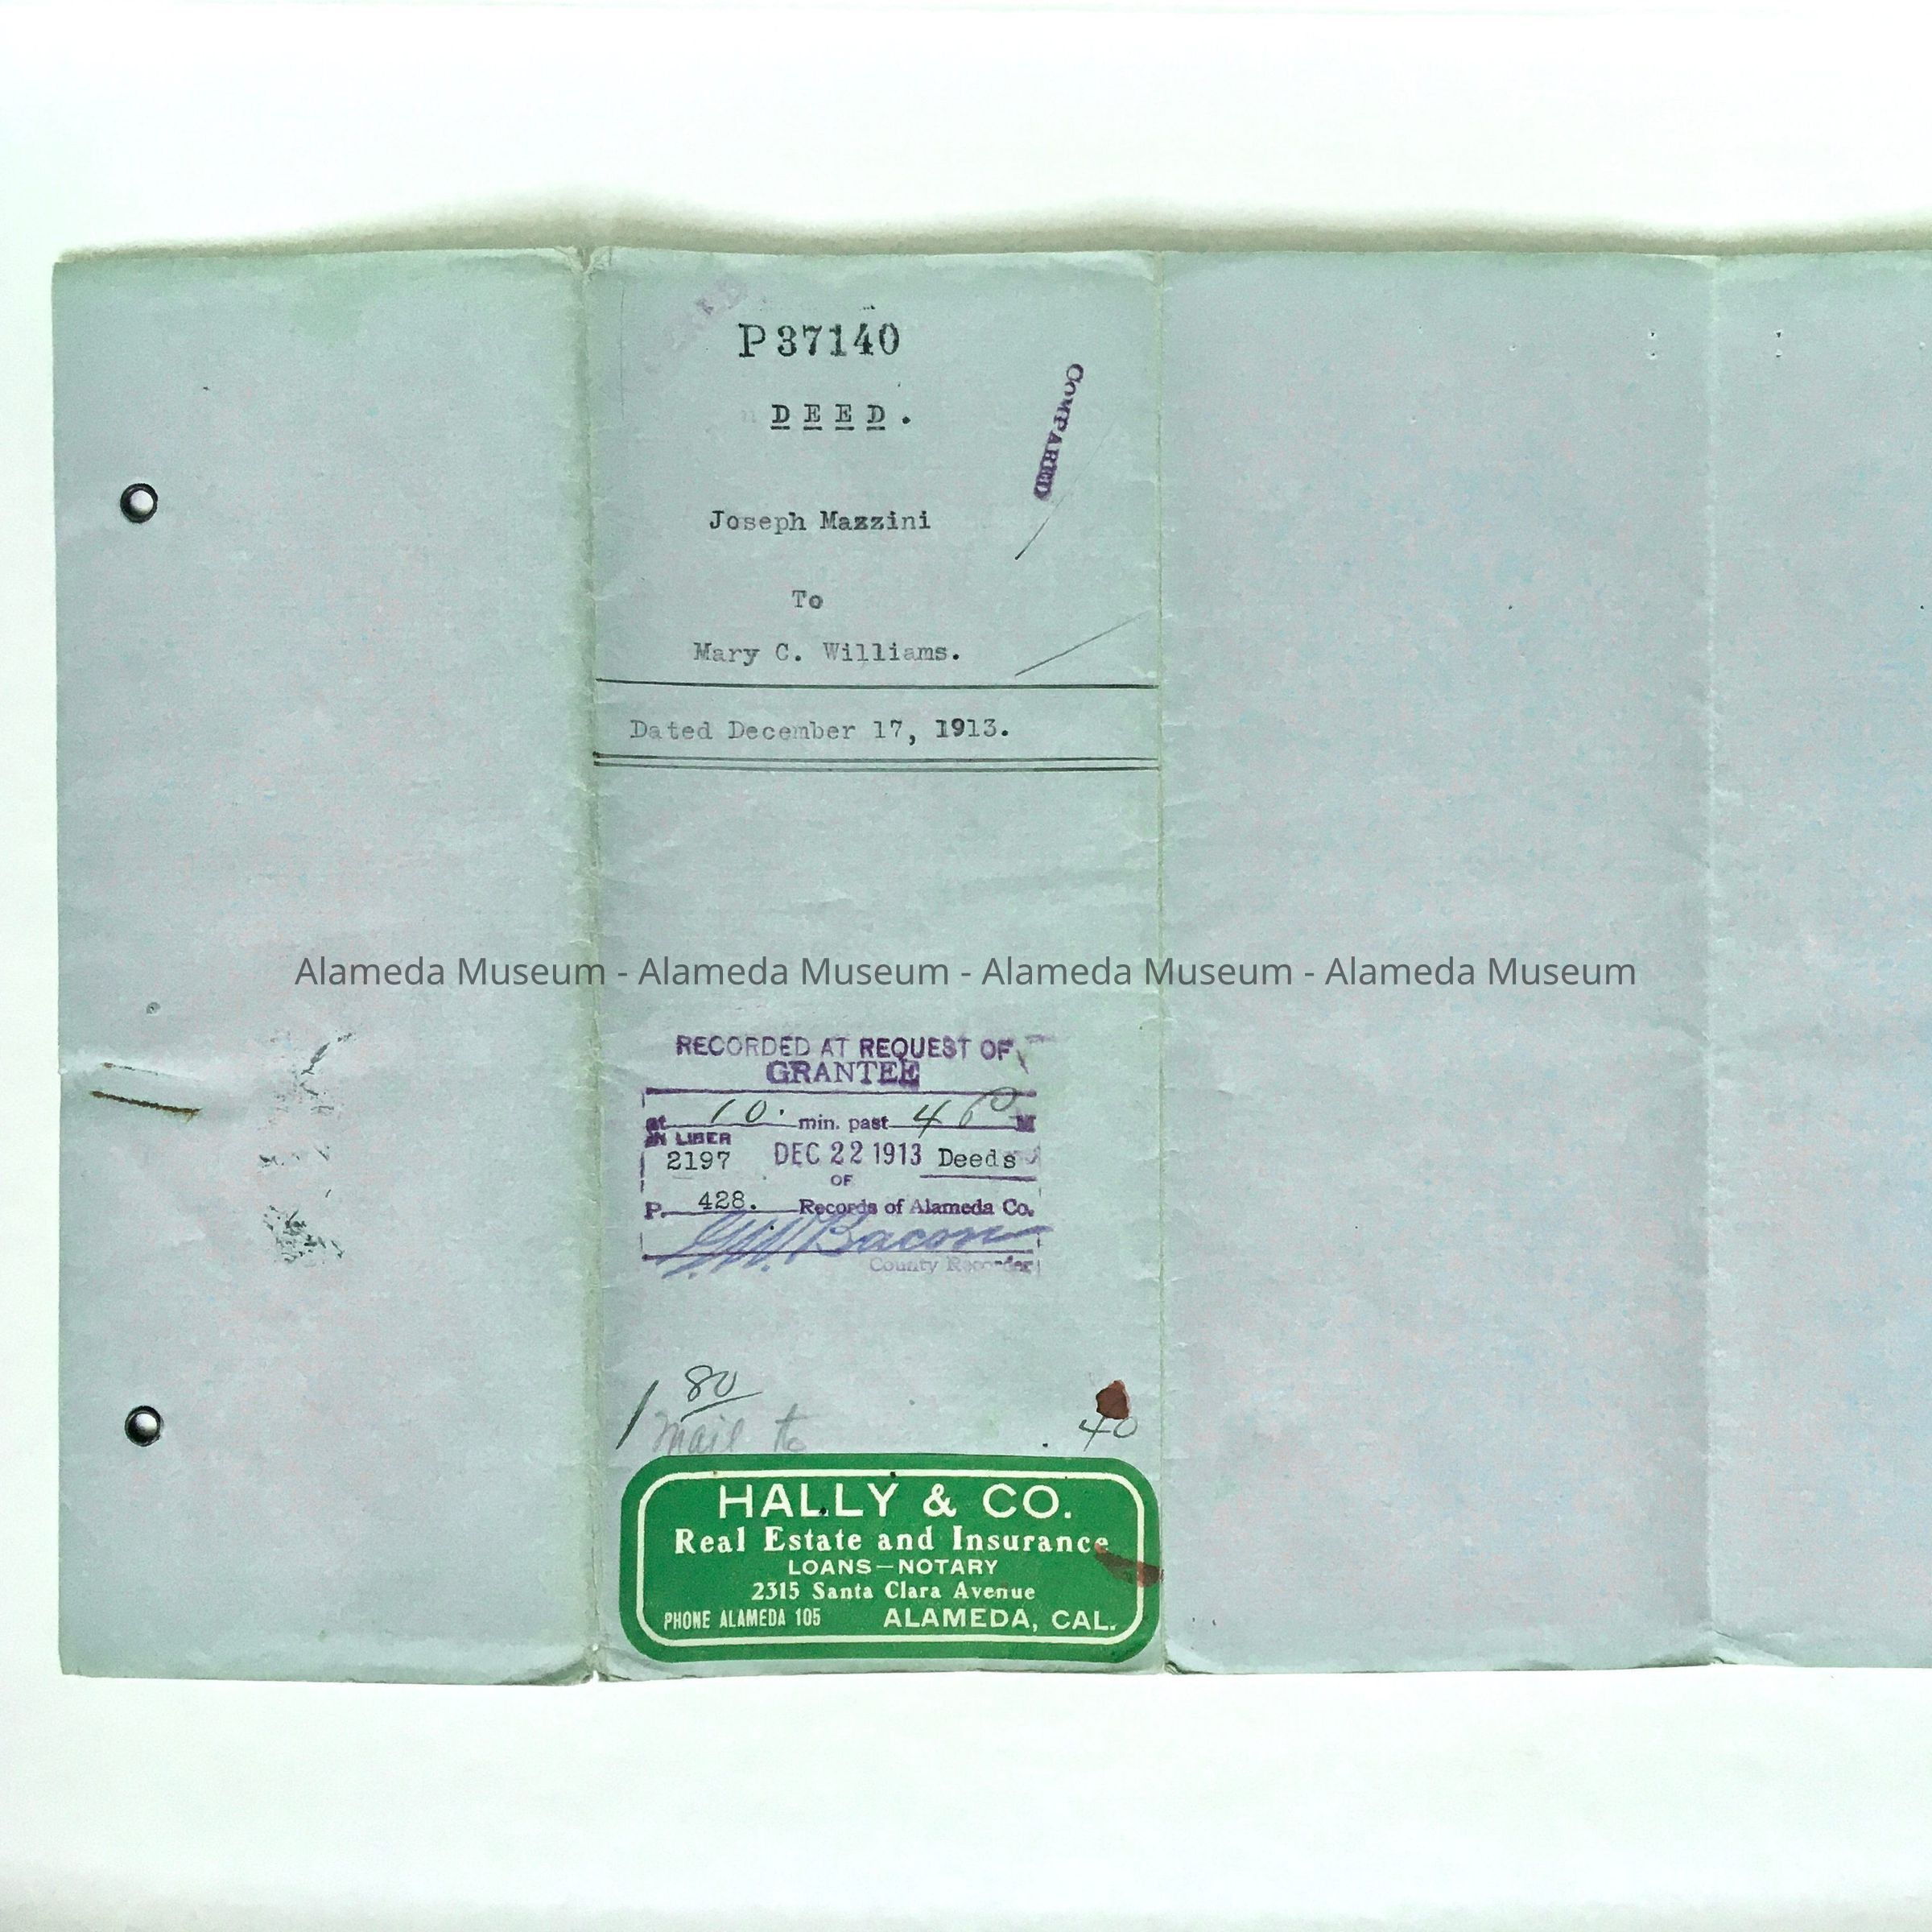 P37140
DEED.
COMPARED
Joseph Mazzini
To
Mary C. Williams.
Dated December 17, 1913.
Alameda Museum - Alameda Museum - Alameda Museum - Alameda Museum
RECORDED AT REQUEST OF
GRANTEE
at 10. min. past 4 P M
IN LIBER
2197 DEC 22 1913 Deeds
OF
P. 428. Records of Alameda Co.
G.W. Bacon
County Recorder
1 80
Mail to
40
HALLY & CO.
Real Estate and Insurance
LOANS—NOTARY
2315 Santa Clara Avenue
PHONE ALAMEDA 105 ALAMEDA, CAL.